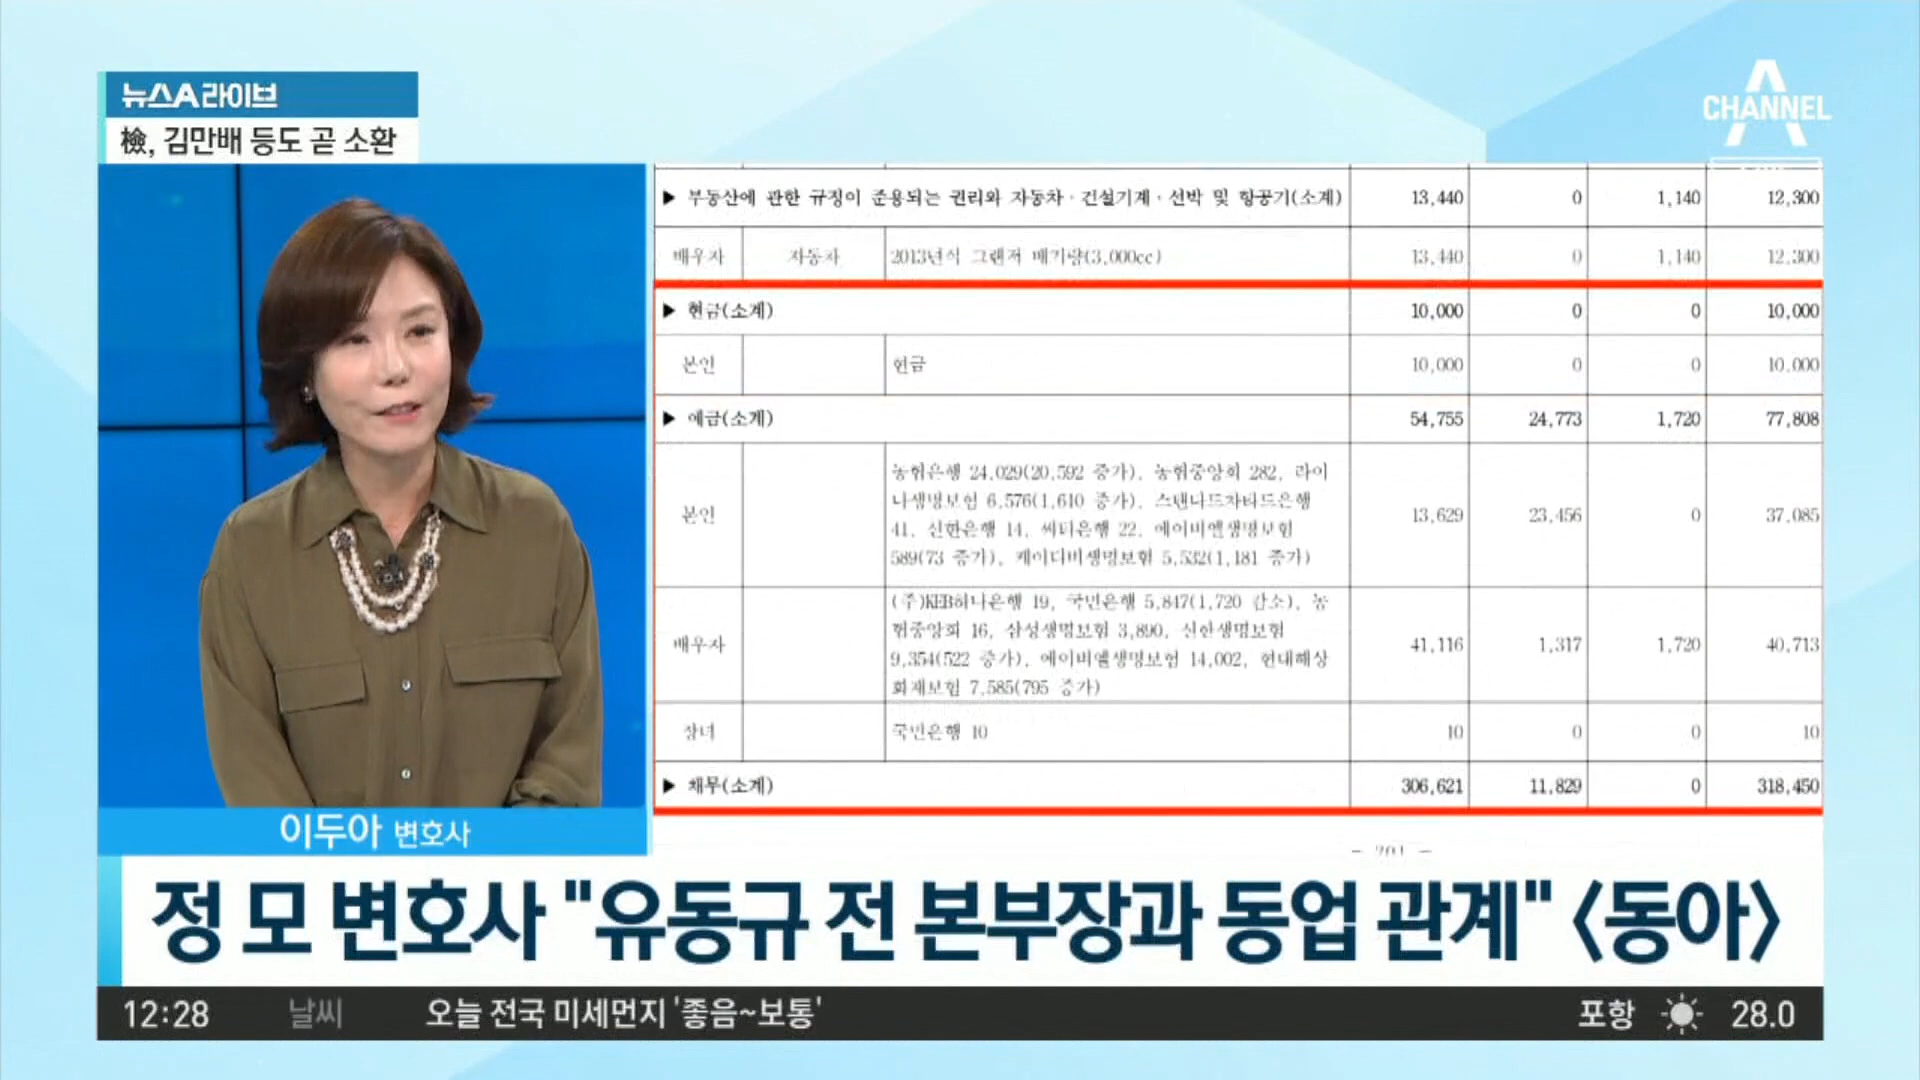 뉴스A라이브
檢, 김만배 등도 곧 소환
CHANNEL A
▶ 부동산에 관한 규정이 준용되는 권리와 자동차·건설기계·선박 및 항공기(소계) 13,440 0 1,140 12,300
배우자 자동차 2013년식 그랜저 배기량(3,000cc) 13,440 0 1,140 12,300
▶ 현금(소계) 10,000 0 0 10,000
본인 현금 10,000 0 0 10,000
▶ 예금(소계) 54,755 24,773 1,720 77,808
농협은행 24,029(20,592 증가), 농협중앙회 282, 라이
나생명보험 6,576(1,610 증가), 스탠다드차타드은행
본인 13,629 23,456 0 37,085
41, 신한은행 14, 씨티은행 22, 에이비엘생명보험
589(73 증가), 케이디비생명보험 5,532(1,181 증가)
(주)KEB하나은행 19, 국민은행 5,847(1,720 감소), 농
협중앙회 16, 삼성생명보험 3,890, 신한생명보험
배우자 41,116 1,317 1,720 40,713
9,354(522 증가), 에이비엘생명보험 14,002, 현대해상
화재보험 7,585(795 증가)
장녀 국민은행 10 10 0 0 10
▶ 채무(소계) 306,621 11,829 0 318,450
이두아 변호사
정 모 변호사 "유동규 전 본부장과 동업 관계" <동아>
12:28 날씨 오늘 전국 미세먼지 '좋음~보통' 포항 28.0